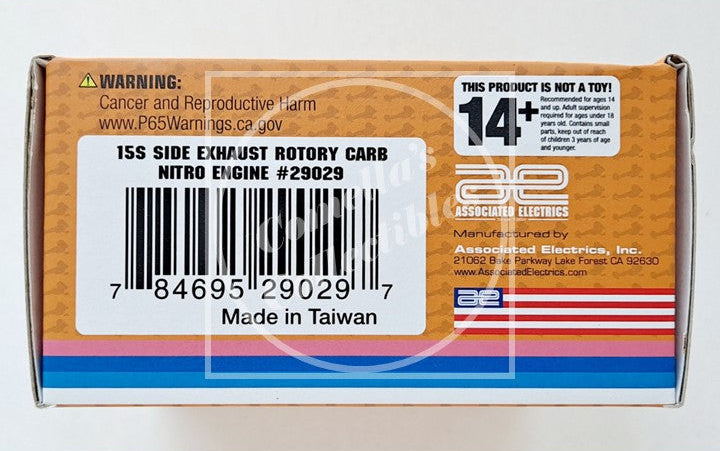 WARNING:
Cancer and Reproductive Harm
www.P65Warnings.ca.gov
15S SIDE EXHAUST ROTORY CARB
NITRO ENGINE #29029
7 84695 29029 7
Made in Taiwan
THIS PRODUCT IS NOT A TOY!
14+
Recommended for ages 14
and up. Adult supervision
required for ages under 18
years old. Contains small
parts, keep out of reach
of children 3 years of age
and younger.
ae
ASSOCIATED ELECTRICS
Manufactured by
Associated Electrics, Inc.
21062 Bake Parkway Lake Forest CA 92630
www.AssociatedElectrics.com
ae
Comella's